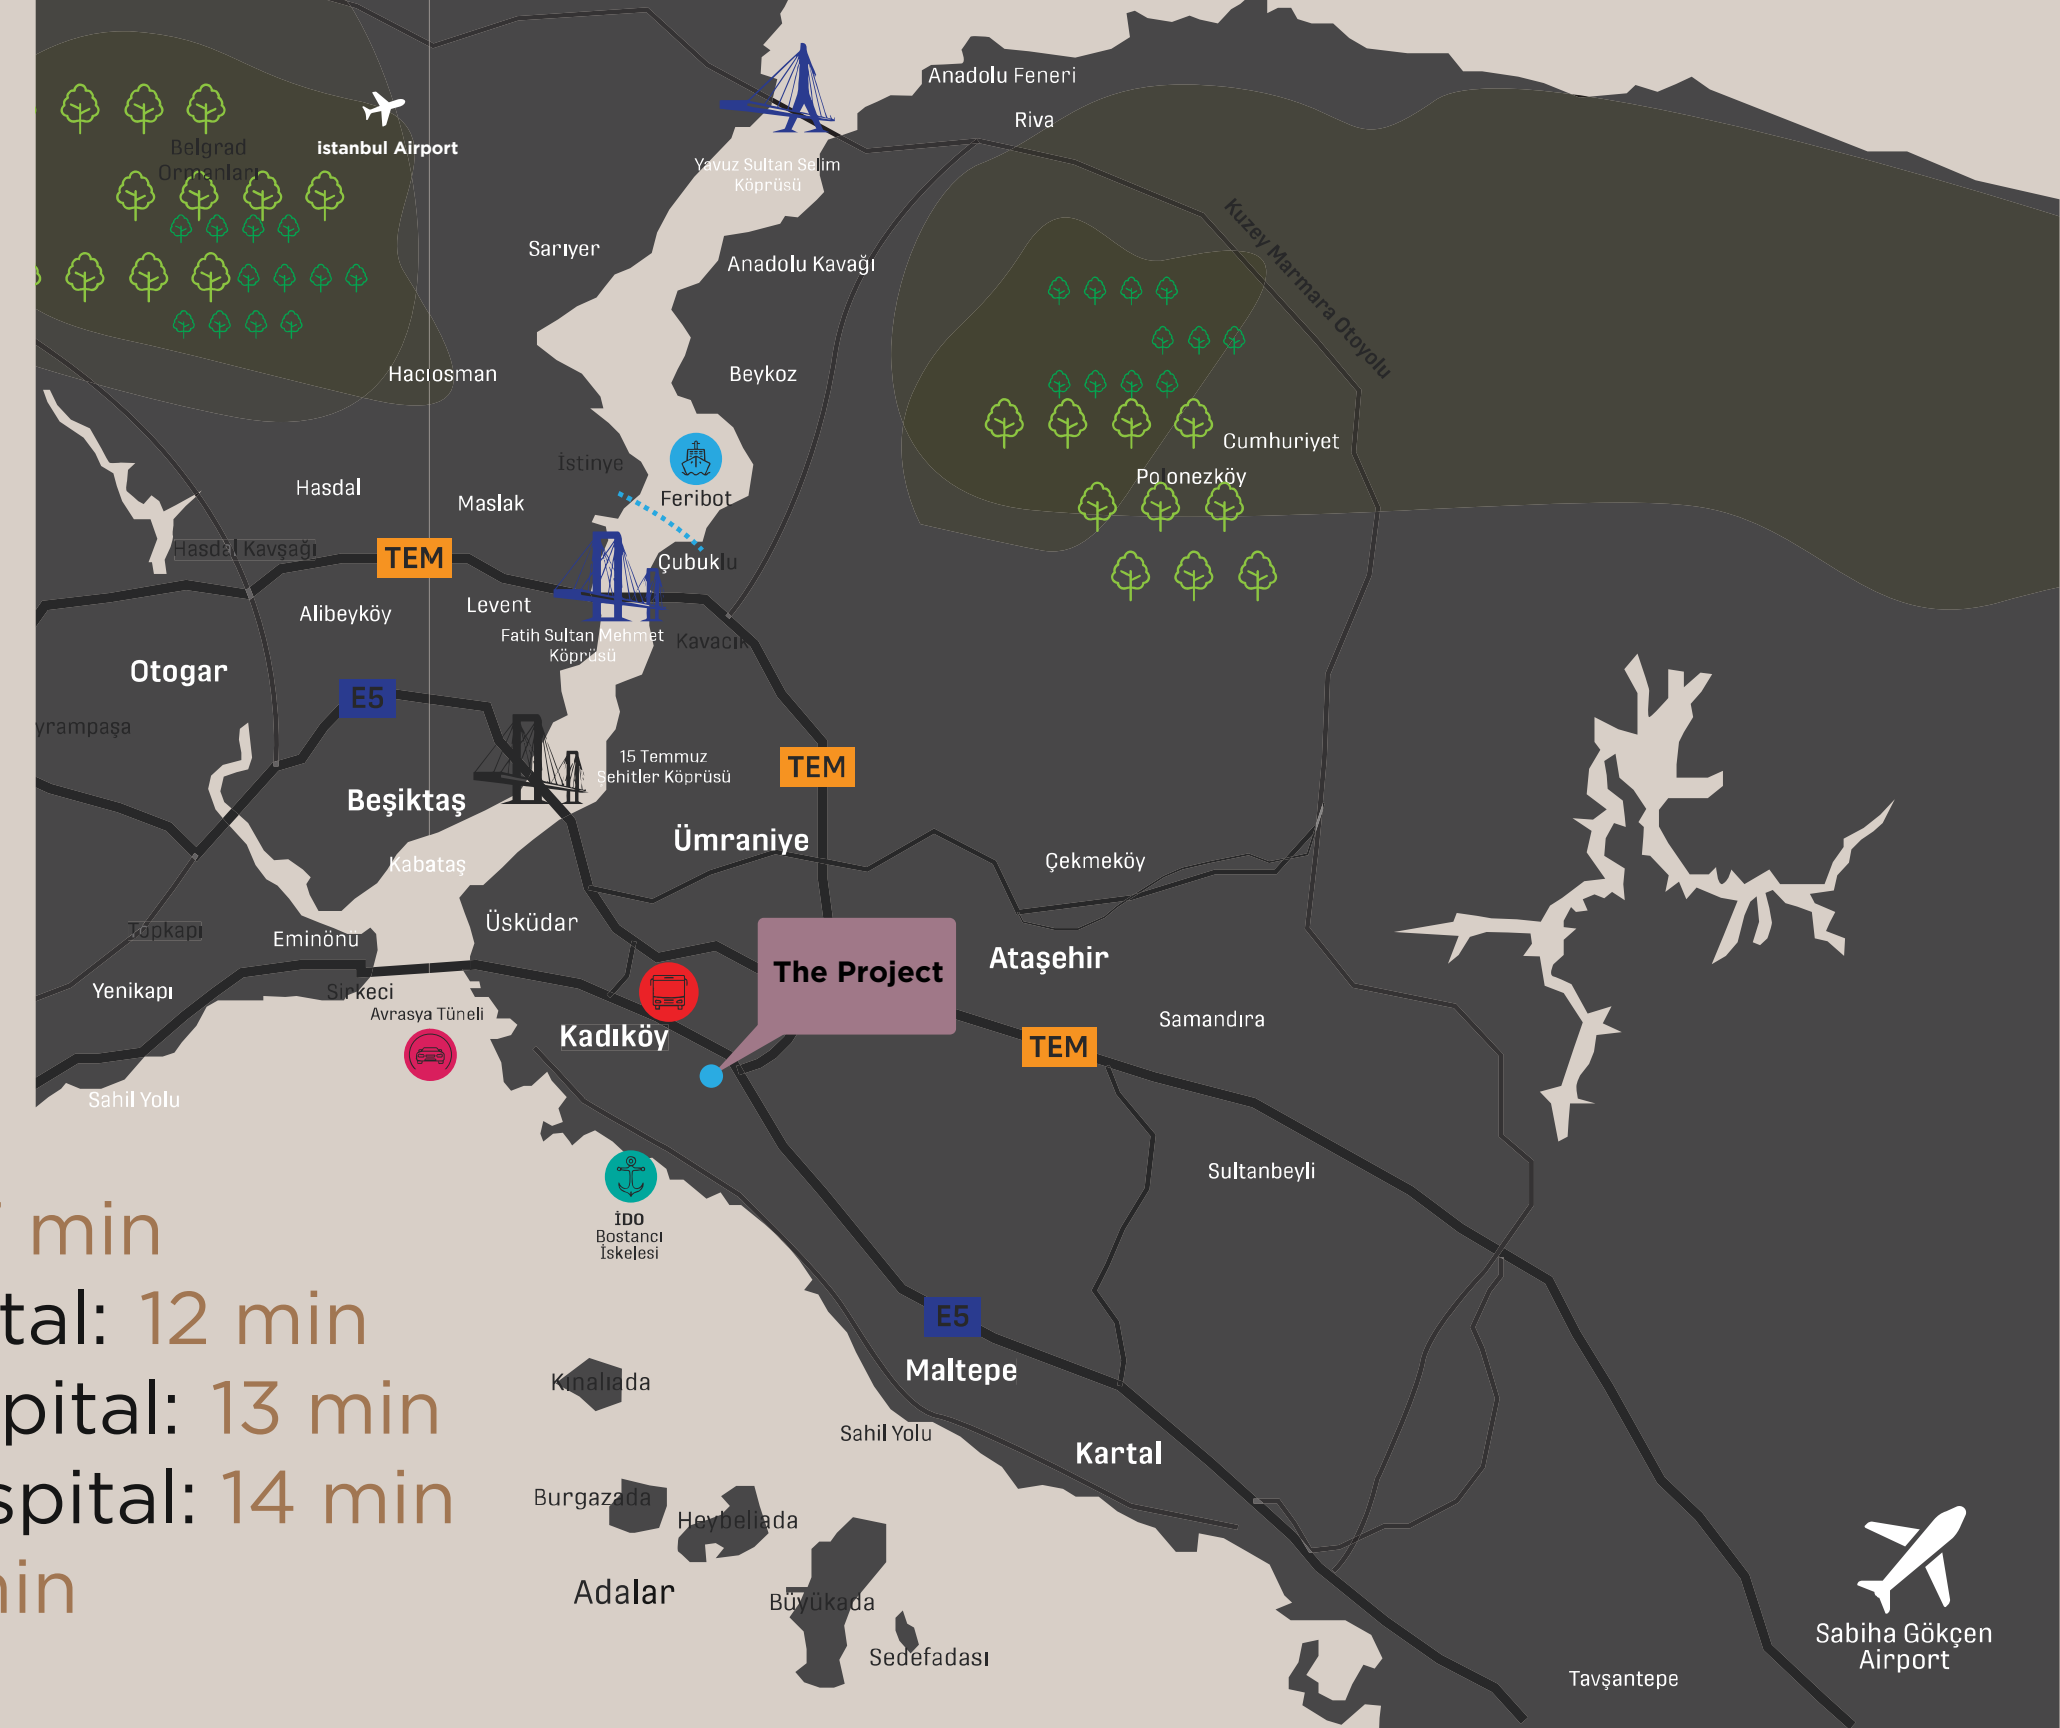 Anadolu Feneri
Riva
Belgrad
Ormanları
istanbul Airport
Yavuz Sultan Selim
Köprüsü
Kuzey Marmara Otoyolu
Sarıyer
Anadolu Kavağı
Hacıosman
Beykoz
Cumhuriyet
Polonezköy
İstinye
Hasdal
Maslak
Feribot
Hasdal Kavşağı
TEM
Çubuklu
Alibeyköy
Levent
Fatih Sultan Mehmet
Köprüsü
Kavacık
Otogar
E5
yrampaşa
15 Temmuz
Şehitler Köprüsü
TEM
Beşiktaş
Ümraniye
Kabataş
Çekmeköy
Topkapı
Eminönü
Üsküdar
The Project
Ataşehir
Yenikapı
Sirkeci
Avrasya Tüneli
Kadıköy
Samandıra
TEM
Sahil Yolu
Sultanbeyli
İDO
Bostancı
İskelesi
min
tal: 12 min
E5
Maltepe
Kınalıada
pital: 13 min
Sahil Yolu
Kartal
spital: 14 min
Burgazada
Heybeliada
min
Adalar
Büyükada
Sedefadası
Sabiha Gökçen
Airport
Tavşantepe